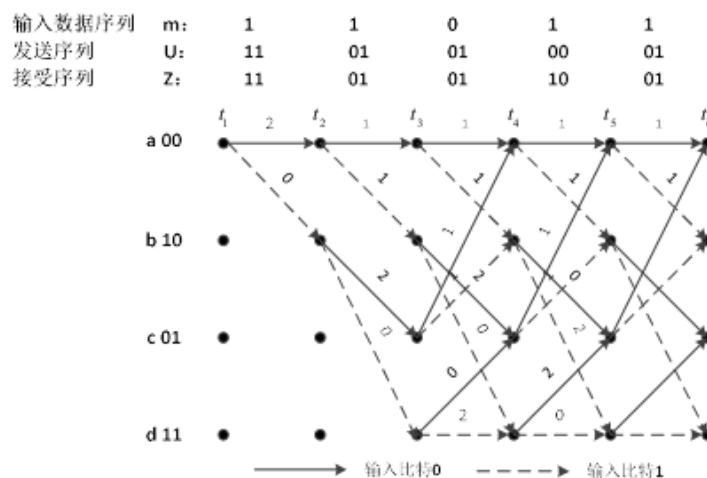 输入数据序列 m: 1 1 0 1 1
发送序列 U: 11 01 01 00 01
接受序列 Z: 11 01 01 10 01
t1 2 t2 1 t3 1 t4 1 t5 1
a 00
0 1 1 1 1
b 10
1 1
2 2 0
0 0 2
c 01
0 2
2 0
d 11
输入比特0 输入比特1